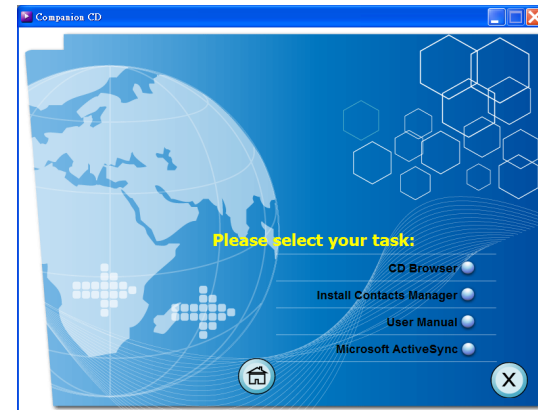 Companion CD
Please select your task:
CD Browser
Install Contacts Manager
User Manual
Microsoft ActiveSync
X